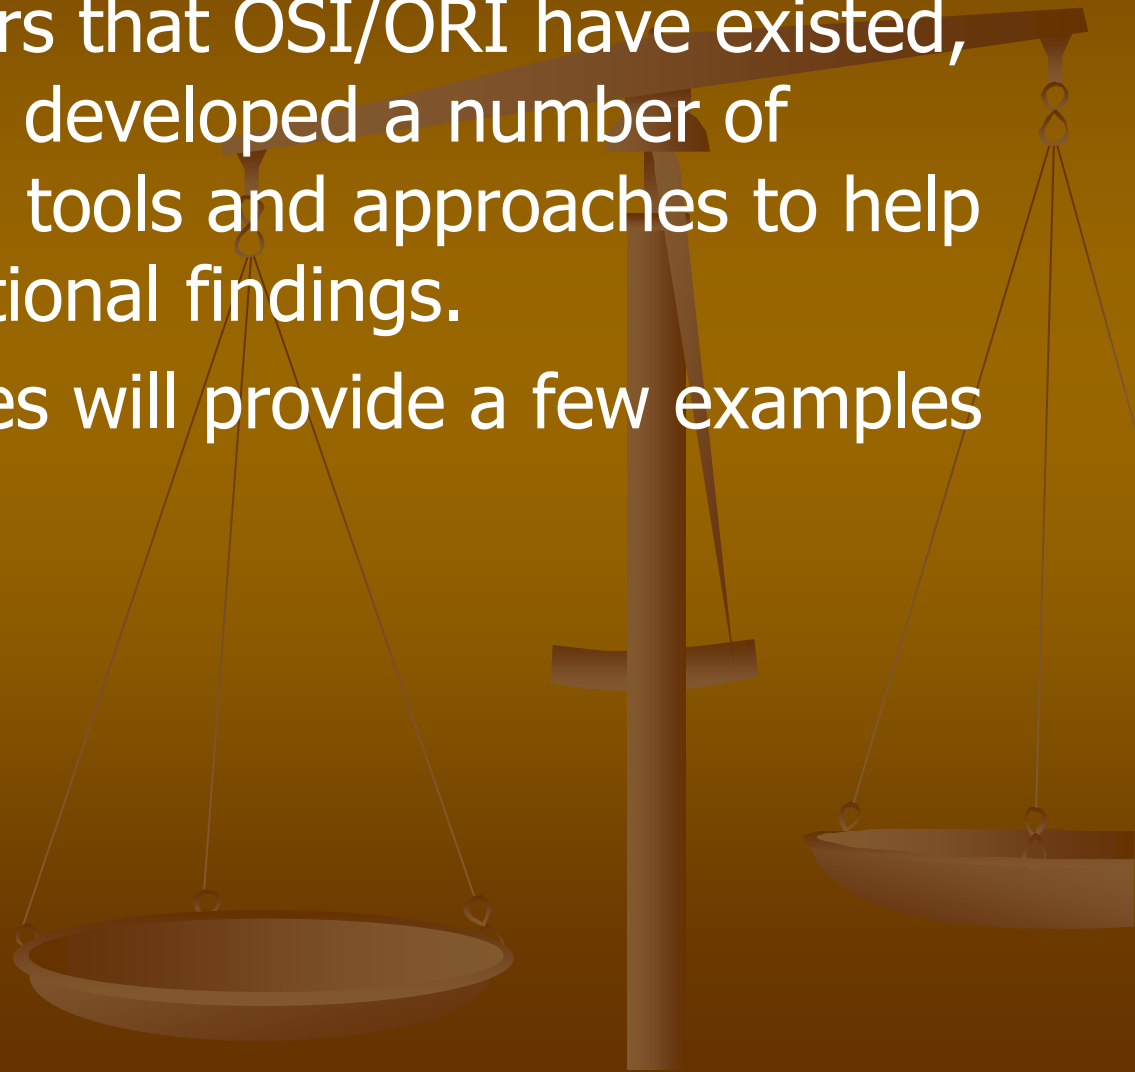 rs that OSI/ORI have existed,
developed a number of
tools and approaches to help
tional findings.
es will provide a few examples